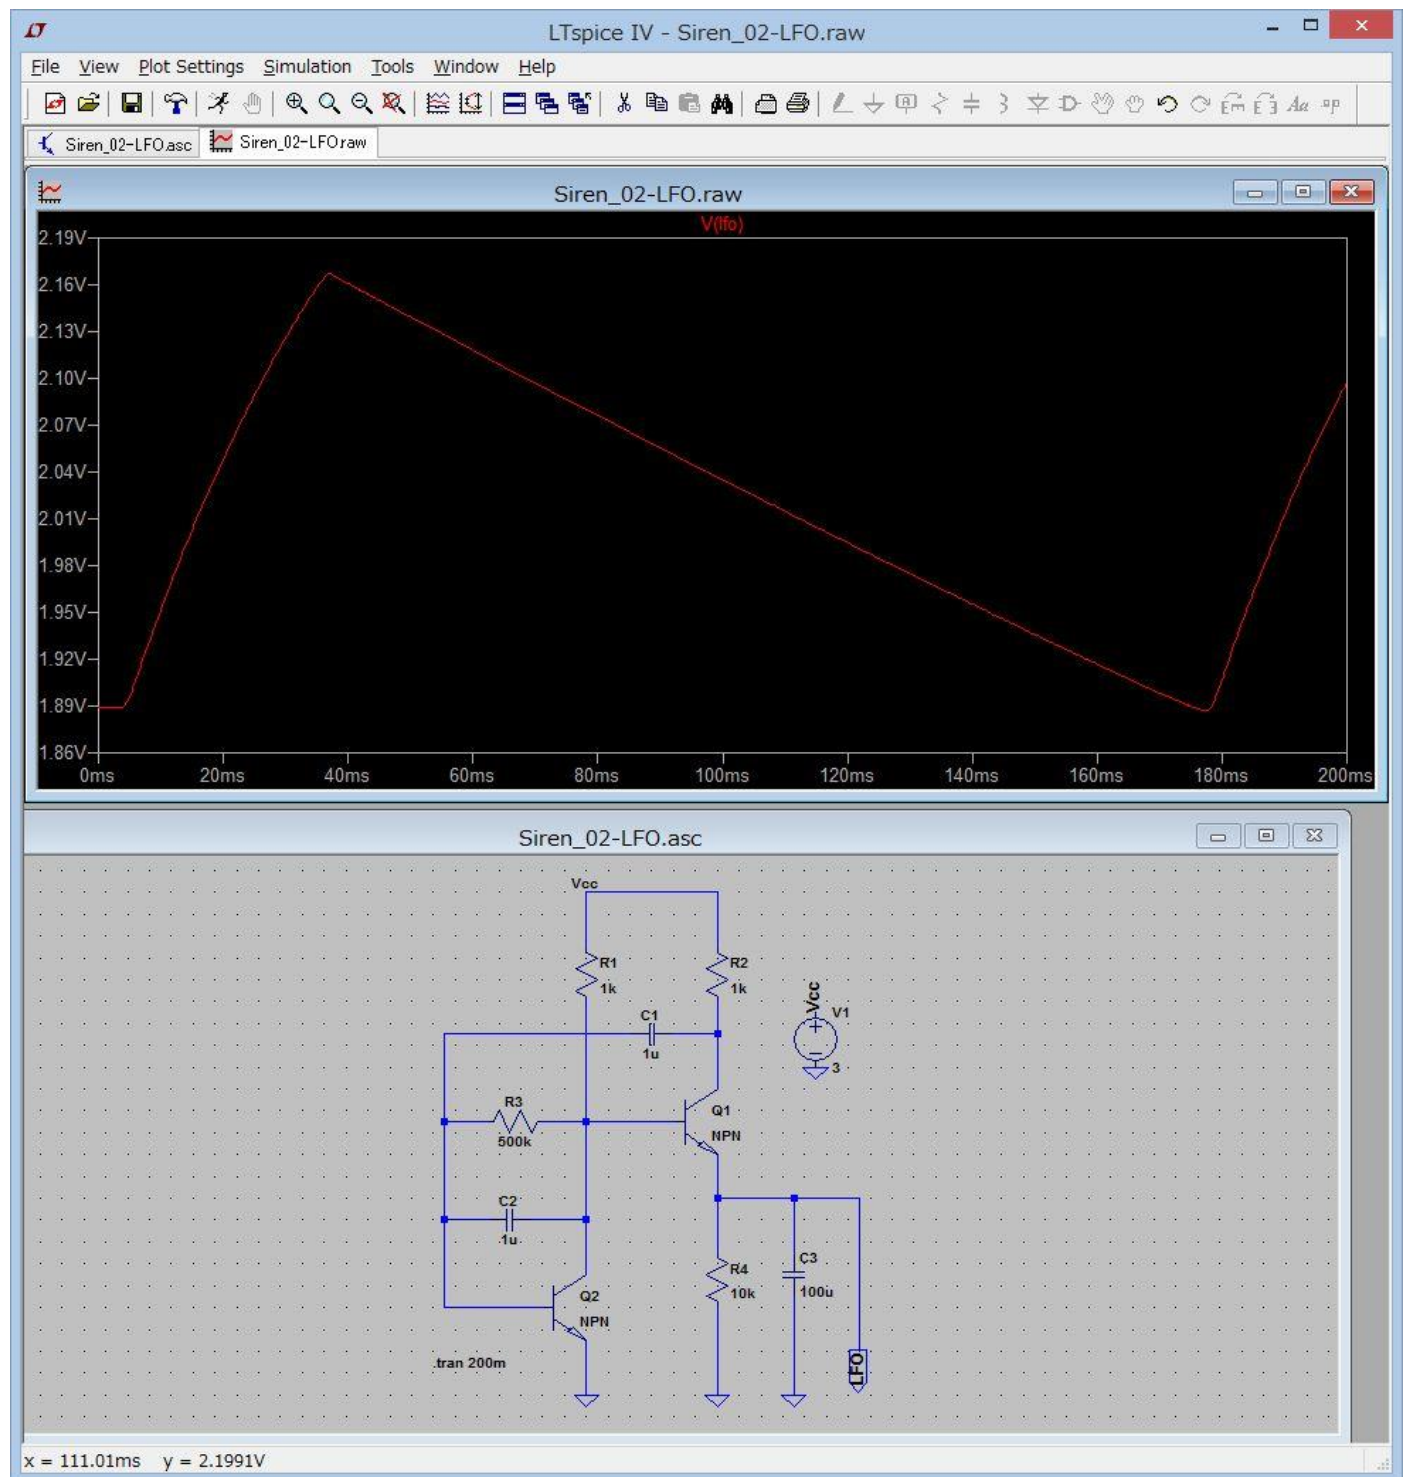 LTspice IV - Siren_02-LFO.raw
File View Plot Settings Simulation Tools Window Help
Siren_02-LFO.asc Siren_02-LFO.raw
Siren_02-LFO.raw
V(lfo)
2.19V
2.16V
2.13V
2.10V
2.07V
2.04V
2.01V
1.98V
1.95V
1.92V
1.89V
1.86V
0ms 20ms 40ms 60ms 80ms 100ms 120ms 140ms 160ms 180ms 200ms
Siren_02-LFO.asc
Vcc
R1
1k
R2
1k
C1
1u
Vcc
V1
3
R3
500k
Q1
NPN
C2
.1u
Q2
NPN
R4
10k
C3
100u
LFO
.tran 200m
x = 111.01ms y = 2.1991V